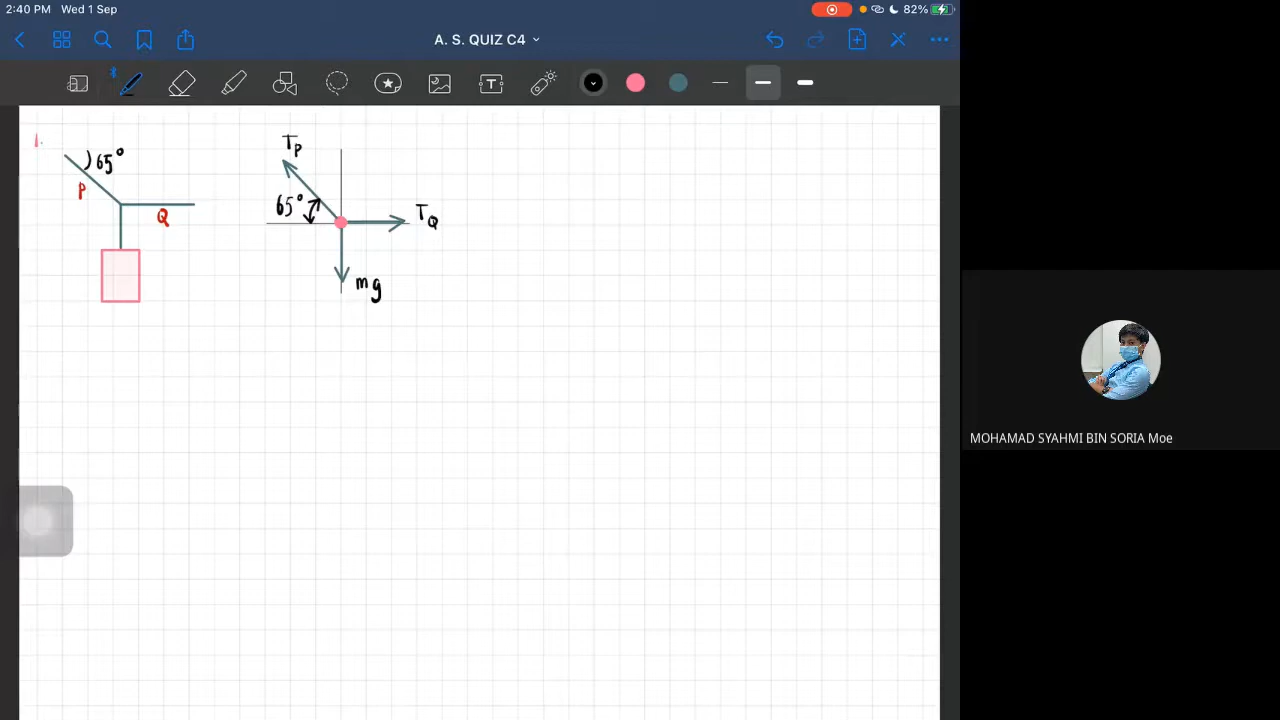 2:40 PM Wed 1 Sep
82%
A. S. QUIZ C4
T
1.
65°
P
Q
TP
65°
TQ
mg
MOHAMAD SYAHMI BIN SORIA Moe